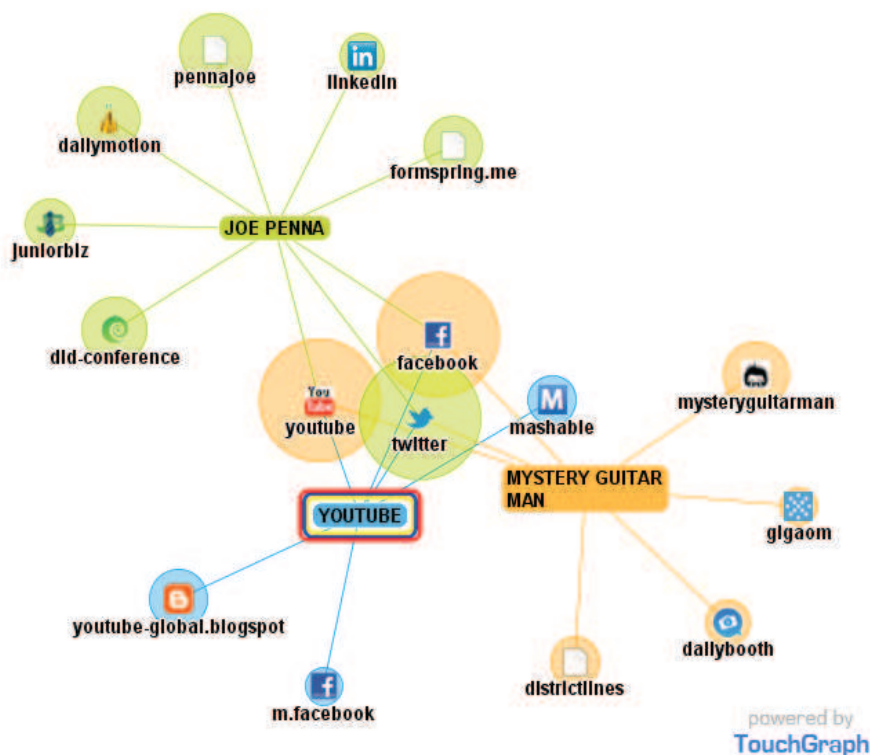 pennajoe
linkedin
dailymotion
formspring.me
JOE PENNA
juniorbiz
dld-conference
facebook
You
Tube
youtube
twitter
M
mashable
mysteryguitarman
MYSTERY GUITAR
MAN
YOUTUBE
gigaom
youtube-global.blogspot
dailybooth
districtlines
m.facebook
powered by
TouchGraph